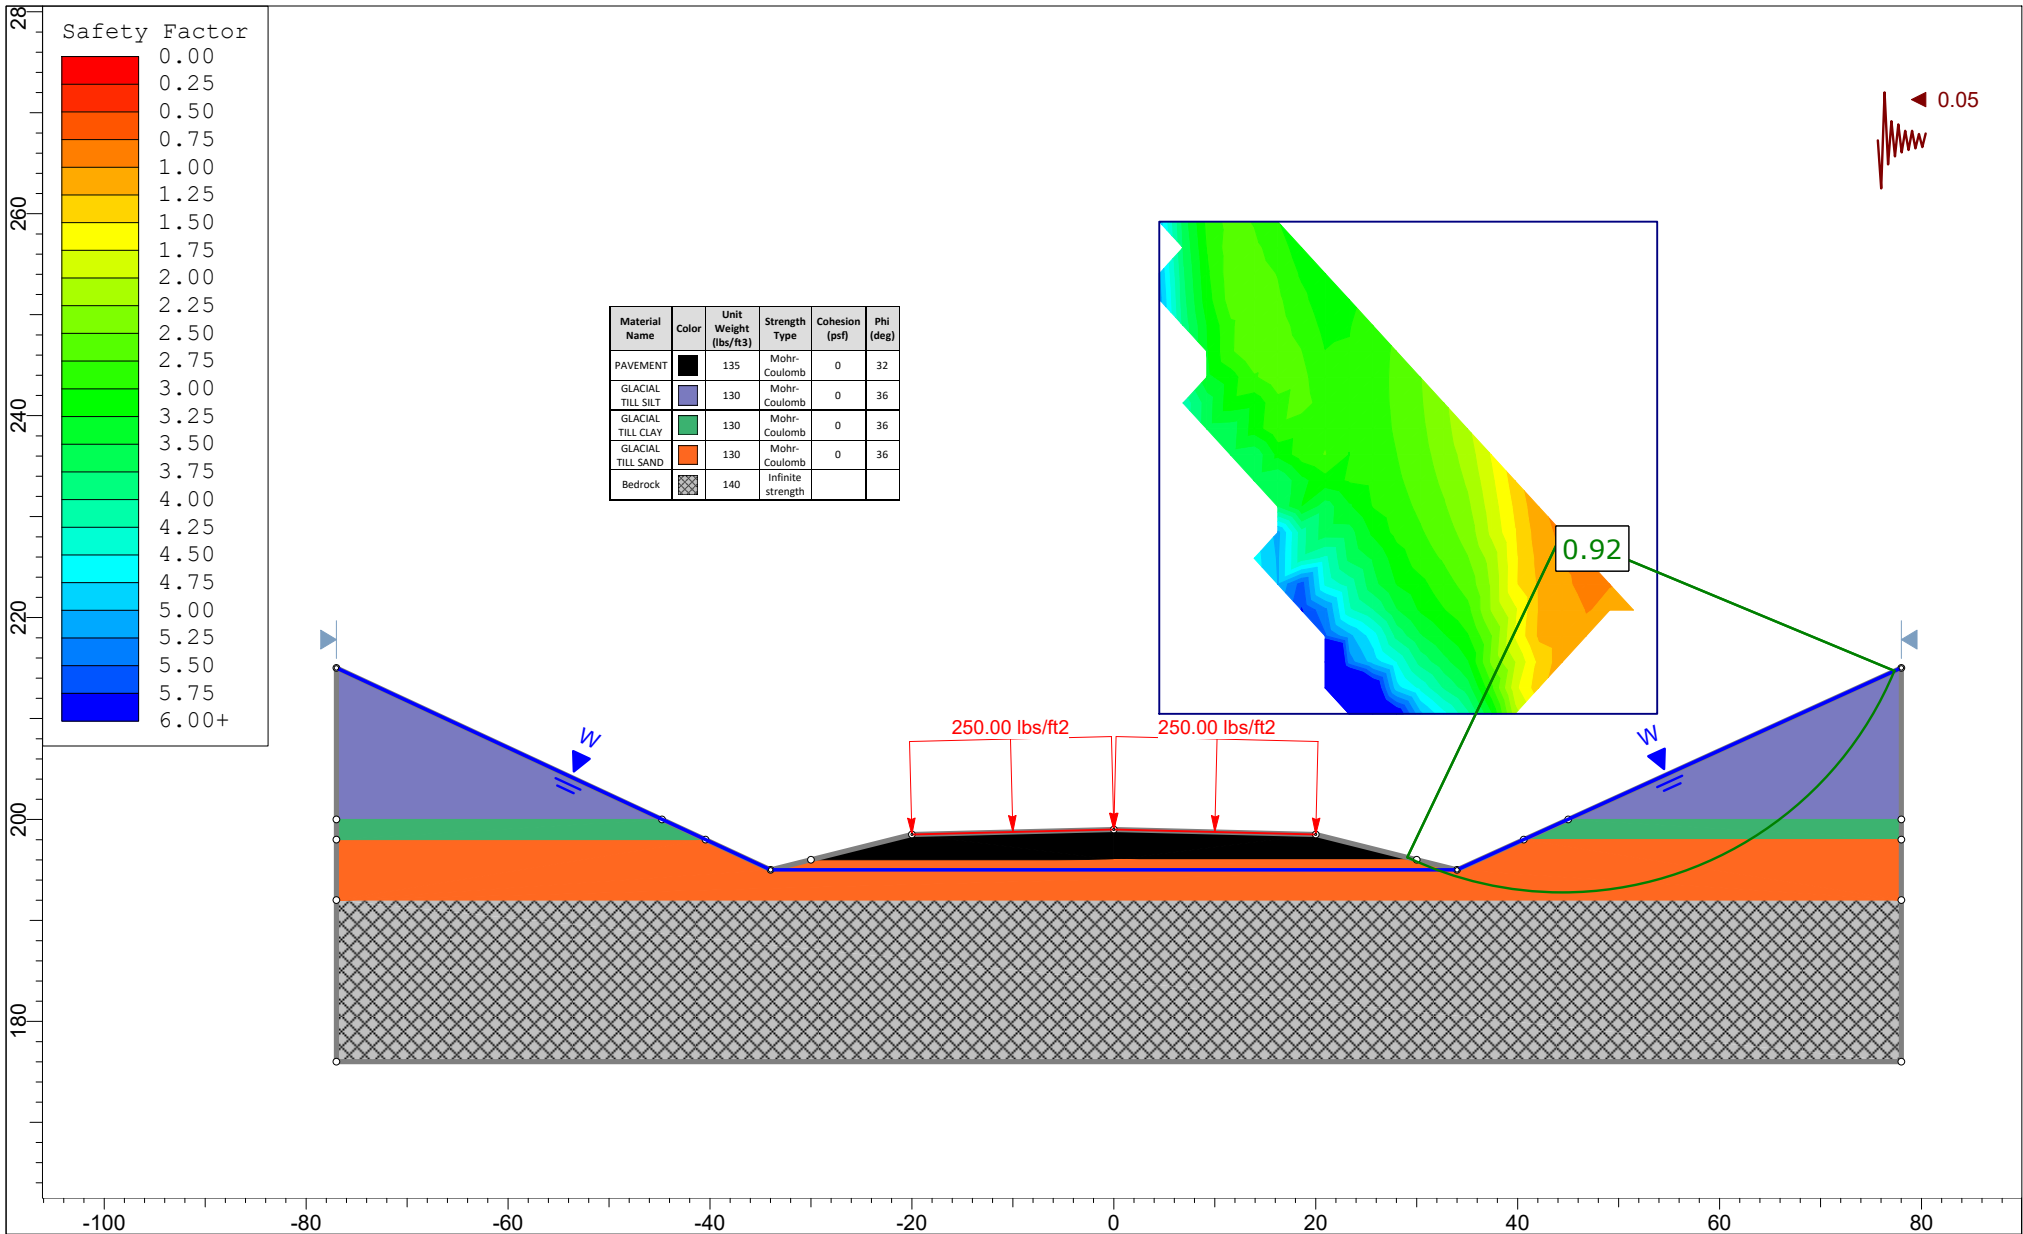 Safety Factor
0.00
0.25
0.50
0.75
1.00
1.25
1.50
1.75
2.00
2.25
2.50
2.75
3.00
3.25
3.50
3.75
4.00
4.25
4.50
4.75
5.00
5.25
5.50
5.75
6.00+
28
260
240
220
200
180
0.05
Material Name Color Unit Weight (lbs/ft3) Strength Type Cohesion (psf) Phi (deg)
PAVEMENT 135 Mohr-Coulomb 0 32
GLACIAL TILL SILT 130 Mohr-Coulomb 0 36
GLACIAL TILL CLAY 130 Mohr-Coulomb 0 36
GLACIAL TILL SAND 130 Mohr-Coulomb 0 36
Bedrock 140 Infinite strength
0.92
W
250.00 lbs/ft2
250.00 lbs/ft2
W
-100 -80 -60 -40 -20 0 20 40 60 80